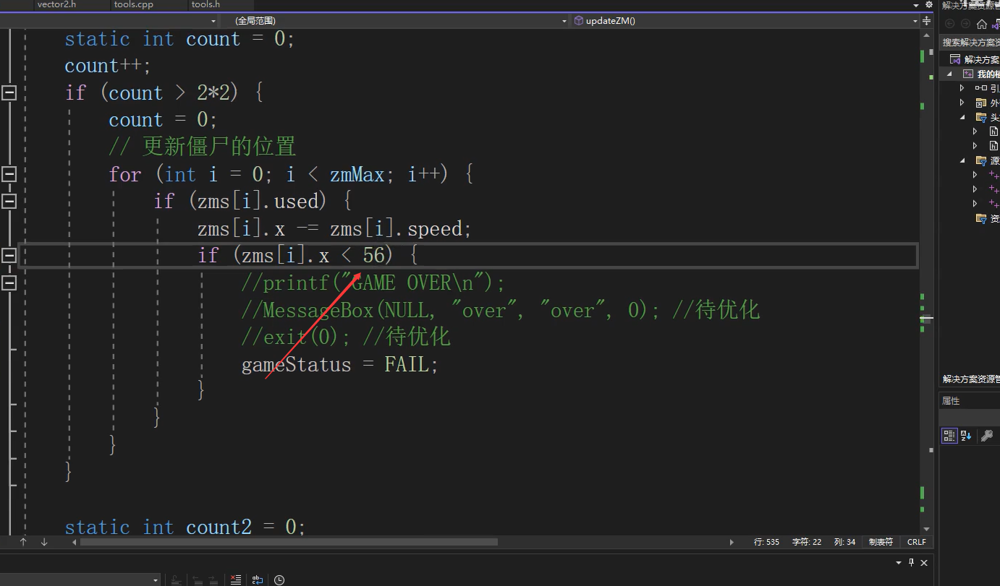 vector2.h tools.cpp tools.h
(全局范围) updateZM()
static int count = 0;
count++;
if (count > 2*2) {
count = 0;
// 更新僵尸的位置
for (int i = 0; i < zmMax; i++) {
if (zms[i].used) {
zms[i].x -= zms[i].speed;
if (zms[i].x < 56) {
//printf("GAME OVER\n");
//MessageBox(NULL, "over", "over", 0); //待优化
//exit(0); //待优化
gameStatus = FAIL;
}
}
}
}
static int count2 = 0;
行: 535 字符: 22 列: 34 制表符 CRLF
解决方案资源管
搜索解决方案资
解决方案
我的植
引
外
头
源
资
解决方案资源管
属性